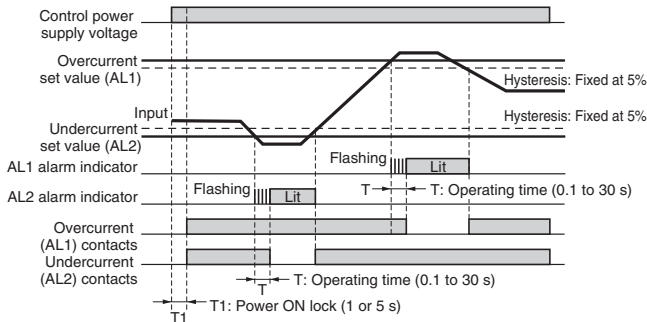 Control power
supply voltage
Overcurrent
set value (AL1)
Hysteresis: Fixed at 5%
Input
Hysteresis: Fixed at 5%
Undercurrent
set value (AL2)
AL1 alarm indicator
Flashing
Lit
T
T: Operating time (0.1 to 30 s)
AL2 alarm indicator
Flashing
Lit
Overcurrent
(AL1) contacts
Undercurrent
(AL2) contacts
T
T: Operating time (0.1 to 30 s)
T1
T1: Power ON lock (1 or 5 s)